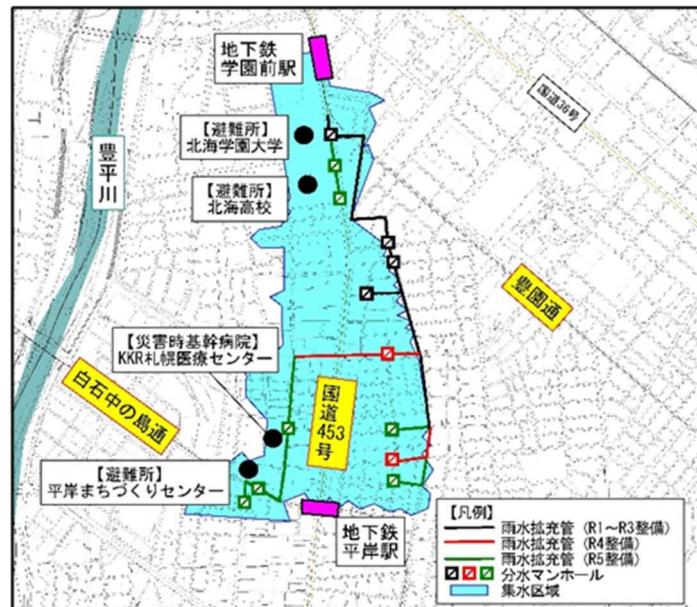 地下鉄
学園前駅
国道36号
【避難所】
北海学園大学
豊平川
【避難所】
北海高校
豊園通
【災害時基幹病院】
KKR札幌医療センター
白石中の島通
国道453号
【避難所】
平岸まちづくりセンター
地下鉄
平岸駅
【凡例】
雨水拡充管（R1～R3整備）
雨水拡充管（R4整備）
雨水拡充管（R5整備）
分水マンホール
集水区域